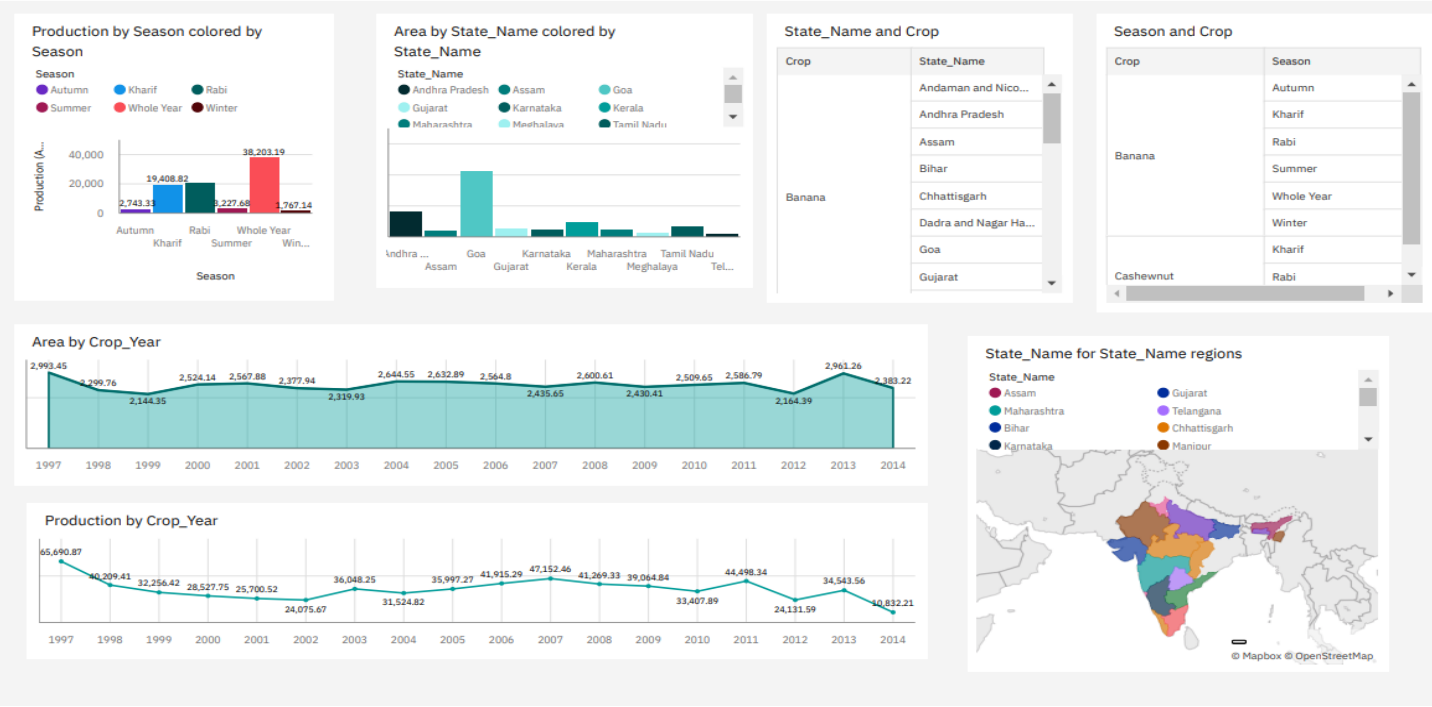 Production by Season colored by
Season
Season
Autumn Kharif Rabi
Summer Whole Year Winter
Production (A...
40,000
20,000
0
2,743.33
19,408.82
3,227.68
38,203.19
1,767.14
Autumn Rabi Whole Year
Kharif Summer Win...
Season
Area by State_Name colored by
State_Name
State_Name
Andhra Pradesh Assam Goa
Gujarat Karnataka Kerala
Maharashtra Meghalaya Tamil Nadu
Andhra ... Goa Karnataka Maharashtra Tamil Nadu
Assam Gujarat Kerala Meghalaya Tel...
State_Name and Crop
Crop State_Name
Banana
Andaman and Nico...
Andhra Pradesh
Assam
Bihar
Chhattisgarh
Dadra and Nagar Ha...
Goa
Gujarat
Season and Crop
Crop Season
Banana
Autumn
Kharif
Rabi
Summer
Whole Year
Winter
Cashewnut
Kharif
Rabi
Area by Crop_Year
2,993.45 2,299.76 2,144.35 2,524.14 2,567.88 2,377.94 2,319.93 2,644.55 2,632.89 2,564.8 2,435.65 2,600.61 2,430.41 2,509.65 2,586.79 2,164.39 2,961.26 2,383.22
1997 1998 1999 2000 2001 2002 2003 2004 2005 2006 2007 2008 2009 2010 2011 2012 2013 2014
Production by Crop_Year
65,690.87 40,209.41 32,256.42 28,527.75 25,700.52 24,075.67 36,048.25 31,524.82 35,997.27 41,915.29 47,152.46 41,269.33 39,064.84 33,407.89 44,498.34 24,131.59 34,543.56 10,832.21
1997 1998 1999 2000 2001 2002 2003 2004 2005 2006 2007 2008 2009 2010 2011 2012 2013 2014
State_Name for State_Name regions
State_Name
Assam Gujarat
Maharashtra Telangana
Bihar Chhattisgarh
Karnataka Manipur
© Mapbox © OpenStreetMap